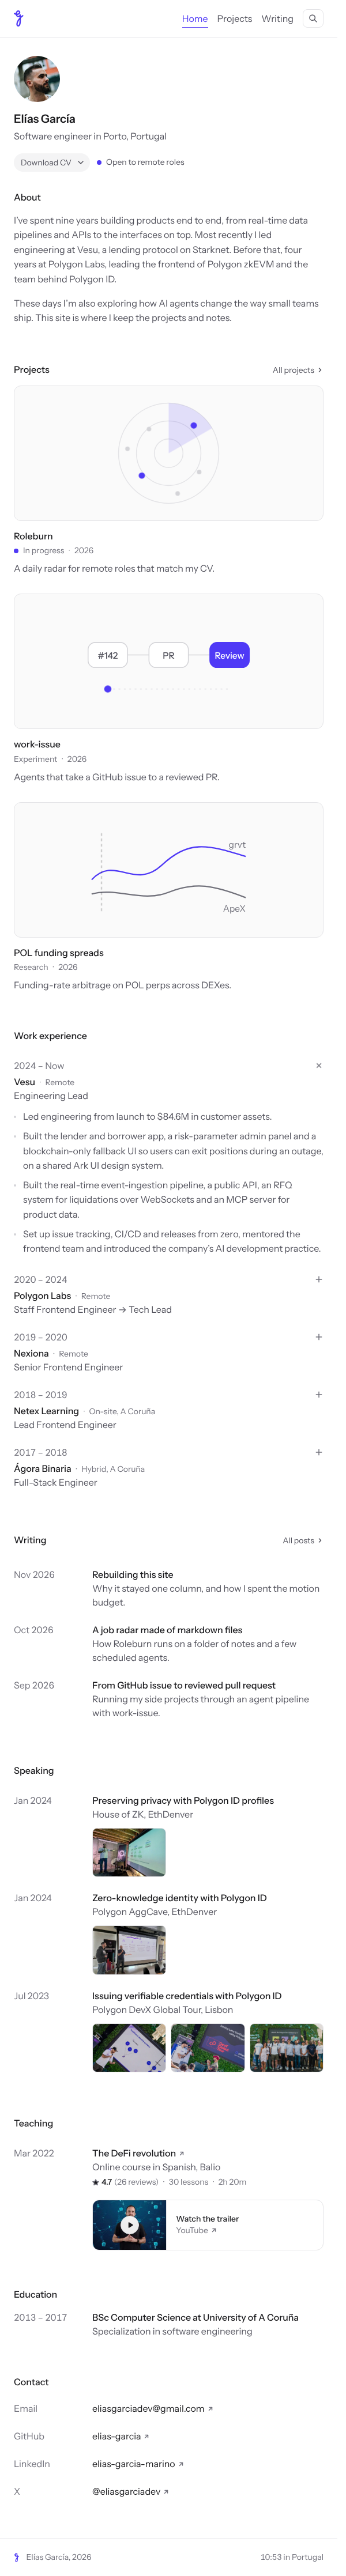 Home Projects Writing
Elías García
Software engineer in Porto, Portugal
Download CV
Open to remote roles
About
I've spent nine years building products end to end, from real-time data
pipelines and APIs to the interfaces on top. Most recently I led
engineering at Vesu, a lending protocol on Starknet. Before that, four
years at Polygon Labs, leading the frontend of Polygon zkEVM and the
team behind Polygon ID.
These days I'm also exploring how AI agents change the way small teams
ship. This site is where I keep the projects and notes.
Projects
All projects
Roleburn
In progress · 2026
A daily radar for remote roles that match my CV.
#142
PR
Review
work-issue
Experiment · 2026
Agents that take a GitHub issue to a reviewed PR.
grvt
ApeX
POL funding spreads
Research · 2026
Funding-rate arbitrage on POL perps across DEXes.
Work experience
2024 – Now
Vesu · Remote
Engineering Lead
Led engineering from launch to $84.6M in customer assets.
Built the lender and borrower app, a risk-parameter admin panel and a
blockchain-only fallback UI so users can exit positions during an outage,
on a shared Ark UI design system.
Built the real-time event-ingestion pipeline, a public API, an RFQ
system for liquidations over WebSockets and an MCP server for
product data.
Set up issue tracking, CI/CD and releases from zero, mentored the
frontend team and introduced the company's AI development practice.
2020 – 2024
Polygon Labs · Remote
Staff Frontend Engineer → Tech Lead
2019 – 2020
Nexiona · Remote
Senior Frontend Engineer
2018 – 2019
Netex Learning · On-site, A Coruña
Lead Frontend Engineer
2017 – 2018
Ágora Binaria · Hybrid, A Coruña
Full-Stack Engineer
Writing
All posts
Nov 2026
Rebuilding this site
Why it stayed one column, and how I spent the motion
budget.
Oct 2026
A job radar made of markdown files
How Roleburn runs on a folder of notes and a few
scheduled agents.
Sep 2026
From GitHub issue to reviewed pull request
Running my side projects through an agent pipeline
with work-issue.
Speaking
Jan 2024
Preserving privacy with Polygon ID profiles
House of ZK, EthDenver
Jan 2024
Zero-knowledge identity with Polygon ID
Polygon AggCave, EthDenver
Jul 2023
Issuing verifiable credentials with Polygon ID
Polygon DevX Global Tour, Lisbon
Teaching
Mar 2022
The DeFi revolution ↗
Online course in Spanish, Balio
★ 4.7 (26 reviews) · 30 lessons · 2h 20m
Watch the trailer
YouTube ↗
Education
2013 – 2017
BSc Computer Science at University of A Coruña
Specialization in software engineering
Contact
Email
eliasgarciadev@gmail.com ↗
GitHub
elias-garcia ↗
LinkedIn
elias-garcia-marino ↗
X
@eliasgarciadev ↗
Elías García, 2026
10:53 in Portugal